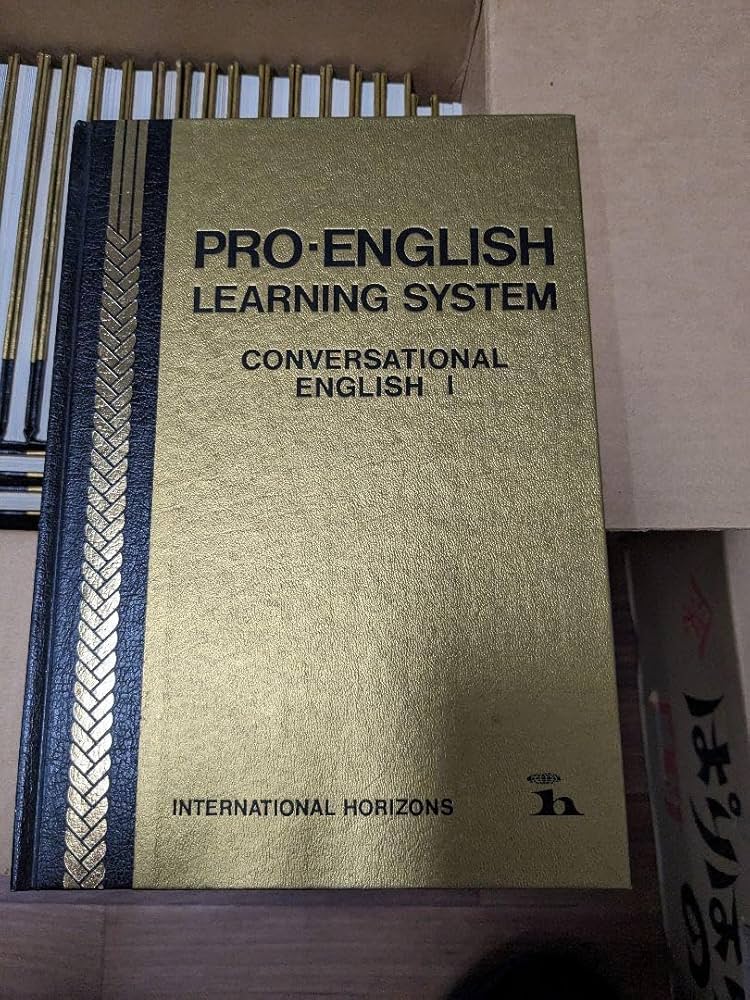 PRO·ENGLISH
LEARNING SYSTEM
CONVERSATIONAL
ENGLISH I
INTERNATIONAL HORIZONS
h